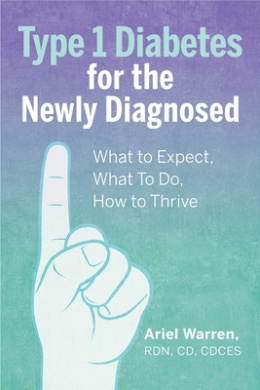 Type 1 Diabetes
for the
Newly Diagnosed
What to Expect,
What To Do,
How to Thrive
Ariel Warren,
RDN, CD, CDCES